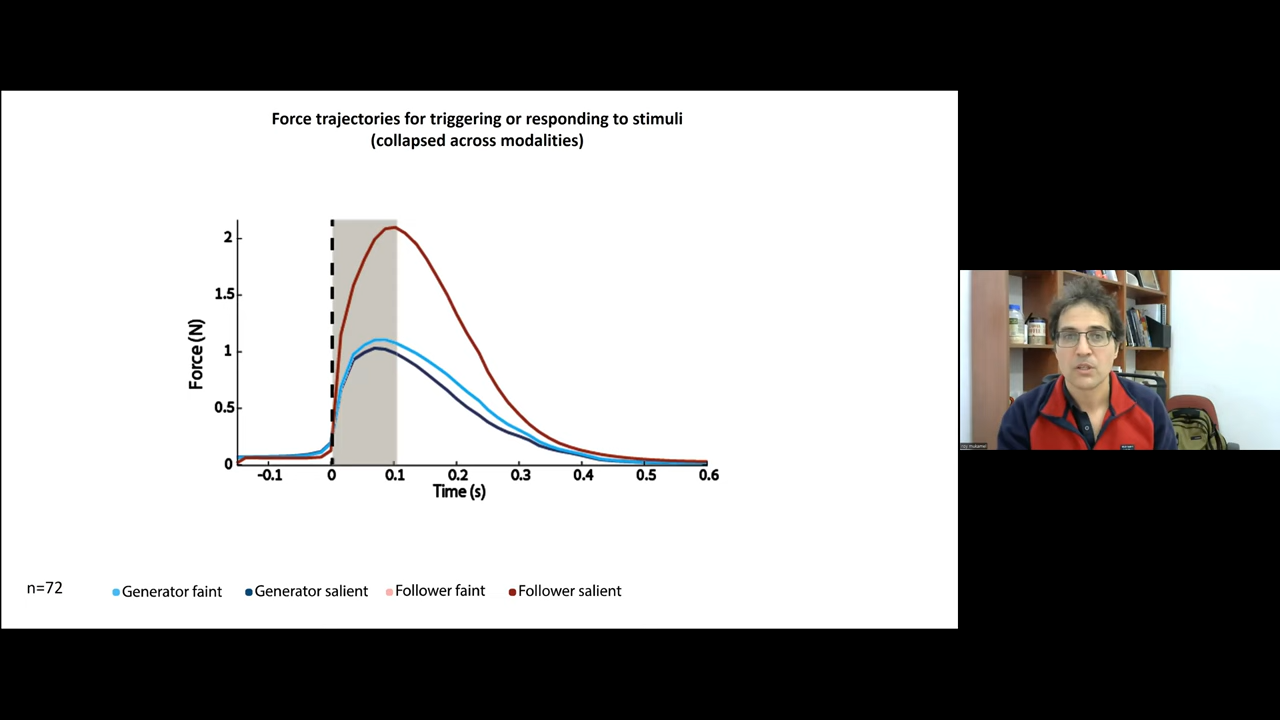 Force trajectories for triggering or responding to stimuli
(collapsed across modalities)
2
1.5
1
0.5
0
Force (N)
-0.1 0 0.1 0.2 0.3 0.4 0.5 0.6
Time (s)
n=72 Generator faint Generator salient Follower faint Follower salient